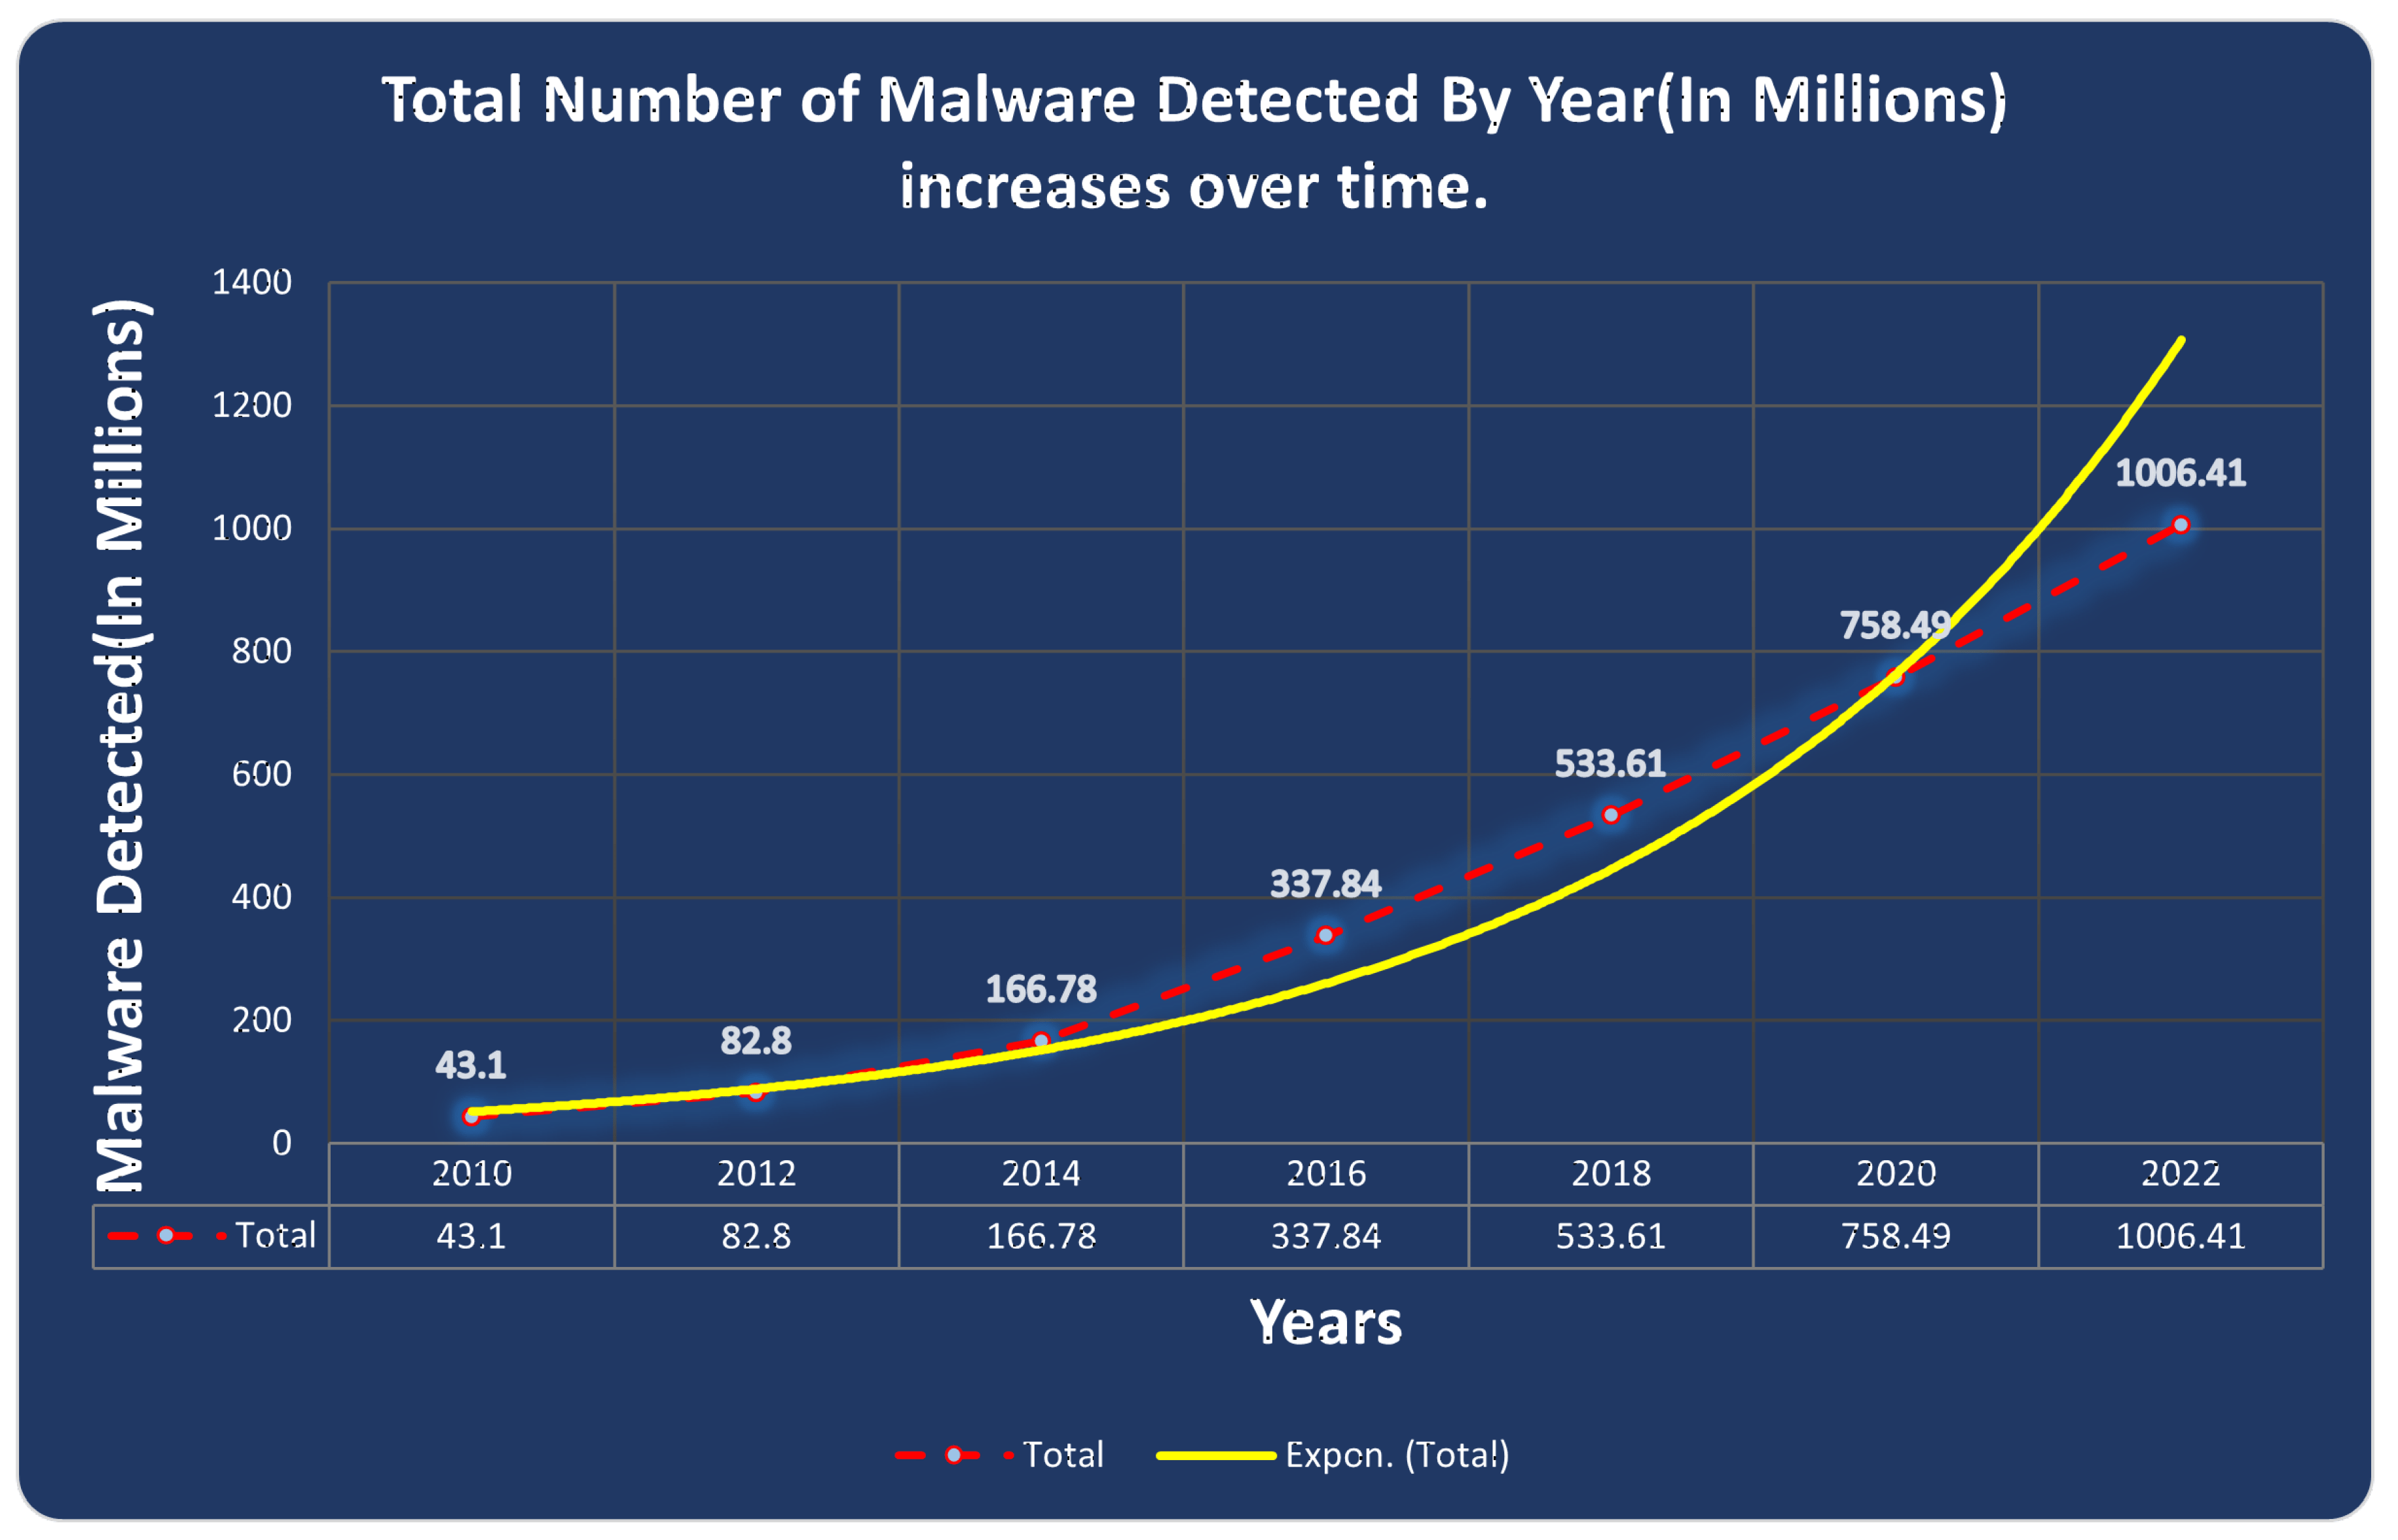 Total Number of Malware Detected By Year(In Millions)
increases over time.
Malware Detected(In Millions)
1400
1200
1000
800
600
400
200
0
43.1
82.8
166.78
337.84
533.61
758.49
1006.41
2010 2012 2014 2016 2018 2020 2022
Total 43.1 82.8 166.78 337.84 533.61 758.49 1006.41
Years
Total Expon. (Total)